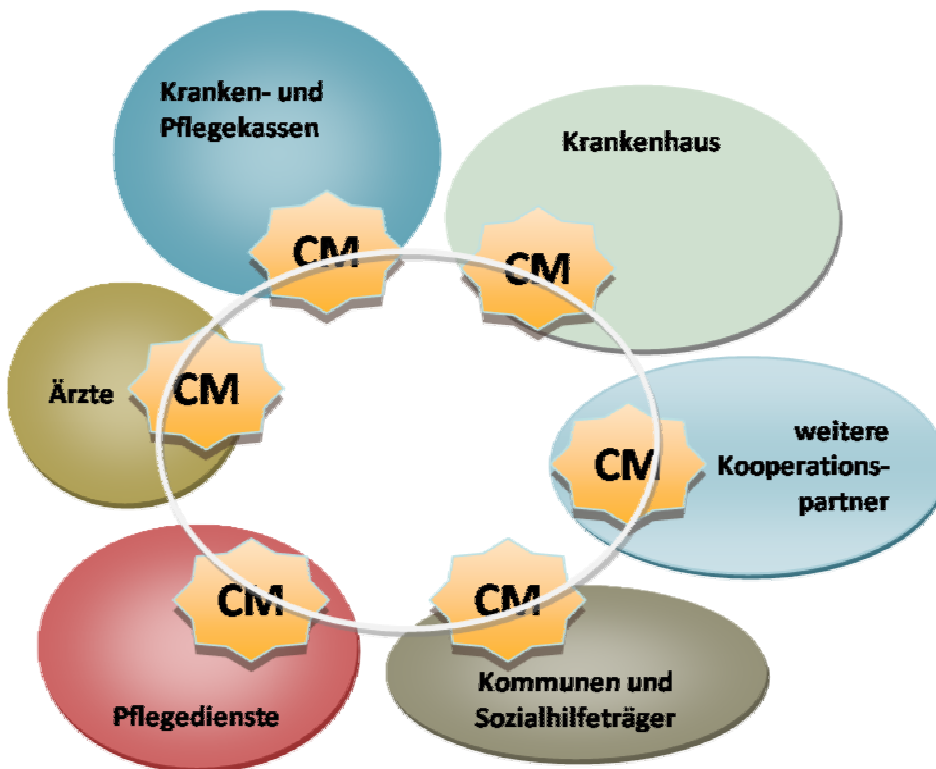 Kranken- und
Pflegekassen
Krankenhaus
CM
CM
Ärzte
CM
weitere
Kooperations-
partner
CM
CM
CM
Pflegedienste
Kommunen und
Sozialhilfeträger